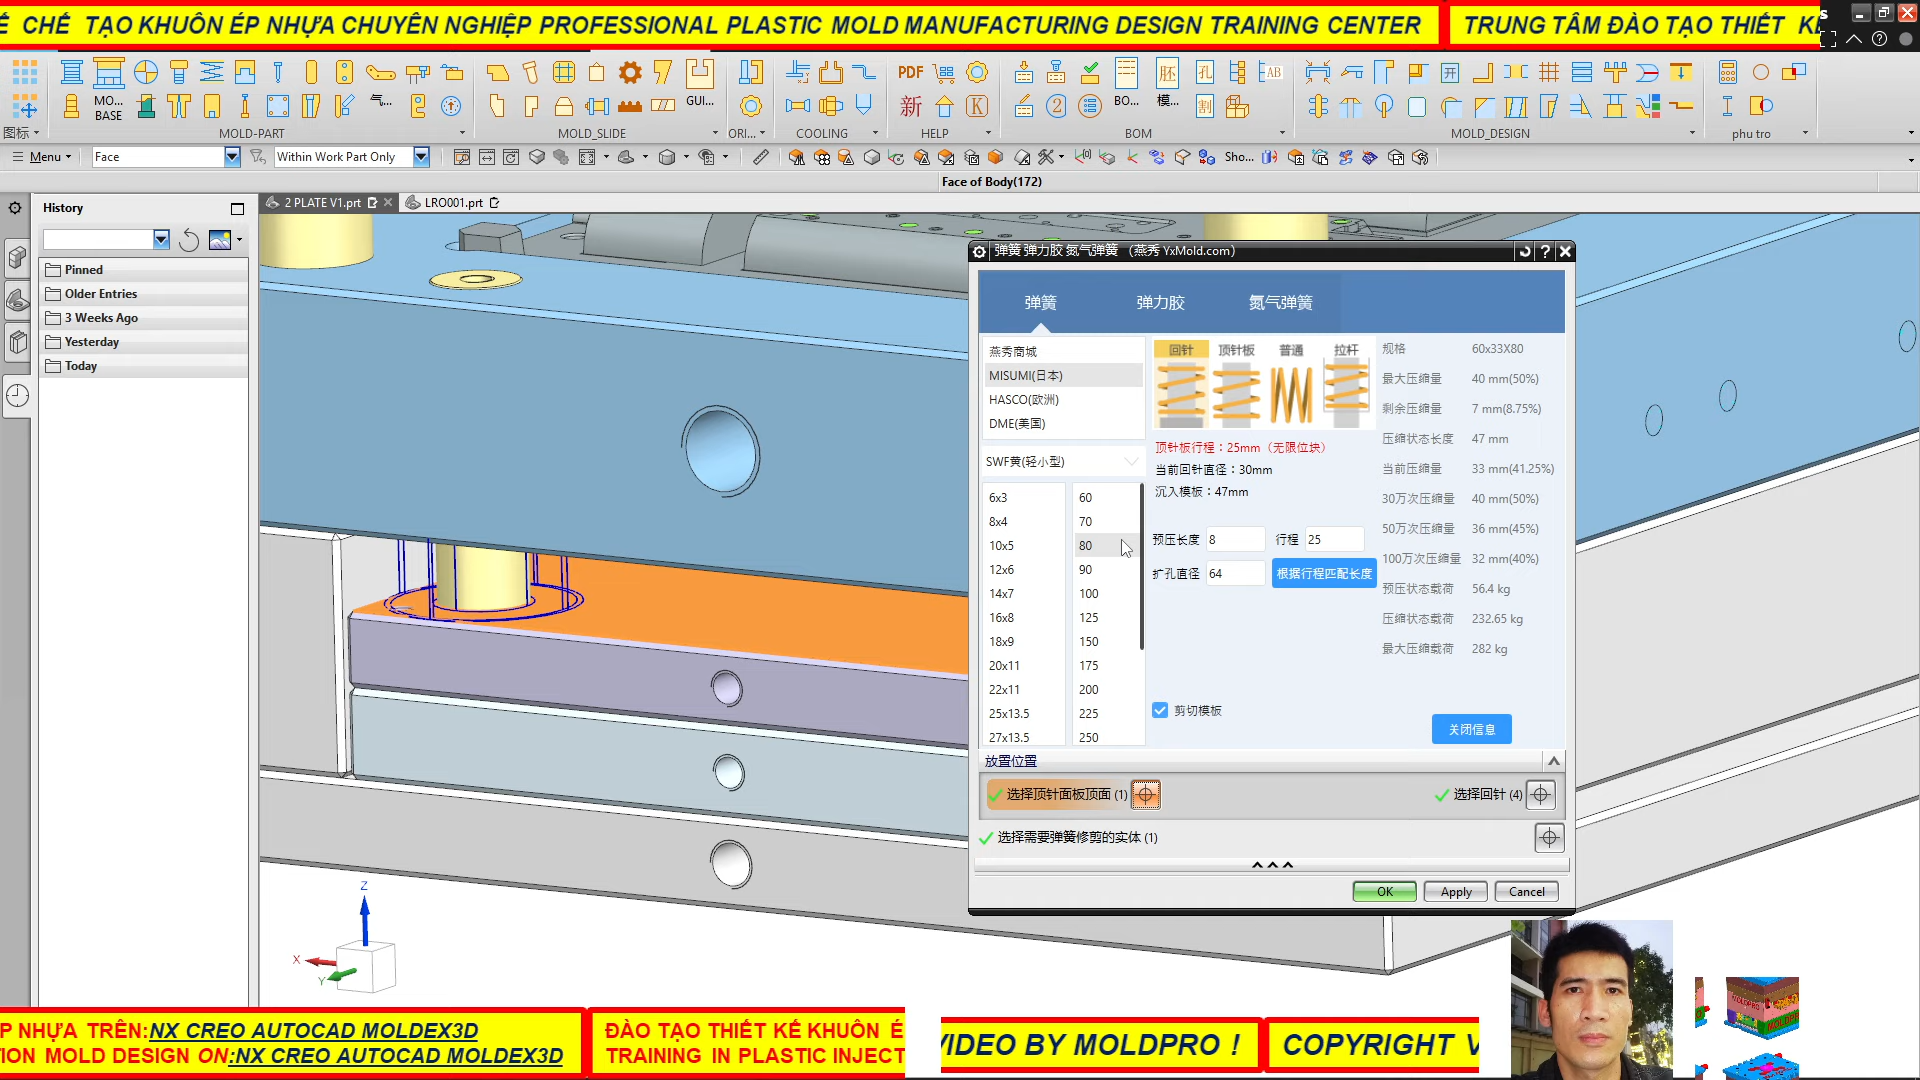 CHẾ TẠO KHUÔN ÉP NHỰA CHUYÊN NGHIỆP PROFESSIONAL PLASTIC MOLD MANUFACTURING DESIGN TRAINING CENTER
TRUNG TÂM ĐÀO TẠO THIẾT
MO... BASE
气...
GUI...
PDF
新
BO...
模...
图标
MOLD-PART
MOLD_SLIDE
ORI...
COOLING
HELP
BOM
MOLD_DESIGN
phu tro
Menu
Face
Within Work Part Only
Sho...
Face of Body(172)
History
2 PLATE V1.prt
LRO001.prt
Pinned
Older Entries
3 Weeks Ago
Yesterday
Today
弹簧 弹力胶 氮气弹簧 (燕秀 YxMold.com)
弹簧
弹力胶
氮气弹簧
燕秀商城
MISUMI(日本)
HASCO(欧洲)
DME(美国)
SWF黄(轻小型)
6x3
8x4
10x5
12x6
14x7
16x8
18x9
20x11
22x11
25x13.5
27x13.5
60
70
80
90
100
125
150
175
200
225
250
回针
顶针板
普通
拉杆
顶针板行程：25mm（无限位块）
当前回针直径：30mm
沉入模板：47mm
预压长度 8
行程 25
扩孔直径 64
根据行程匹配长度
剪切模板
规格 60x33X80
最大压缩量 40 mm(50%)
剩余压缩量 7 mm(8.75%)
压缩状态长度 47 mm
当前压缩量 33 mm(41.25%)
30万次压缩量 40 mm(50%)
50万次压缩量 36 mm(45%)
100万次压缩量 32 mm(40%)
预压状态载荷 56.4 kg
压缩状态载荷 232.65 kg
最大压缩载荷 282 kg
关闭信息
放置位置
选择顶针面板顶面 (1)
选择回针 (4)
选择需要弹簧修剪的实体 (1)
OK
Apply
Cancel
Z
X
Y
P NHỰA TRÊN:NX CREO AUTOCAD MOLDEX3D
TION MOLD DESIGN ON:NX CREO AUTOCAD MOLDEX3D
ĐÀO TẠO THIẾT KẾ KHUÔN É
TRAINING IN PLASTIC INJECT
VIDEO BY MOLDPRO !
COPYRIGHT